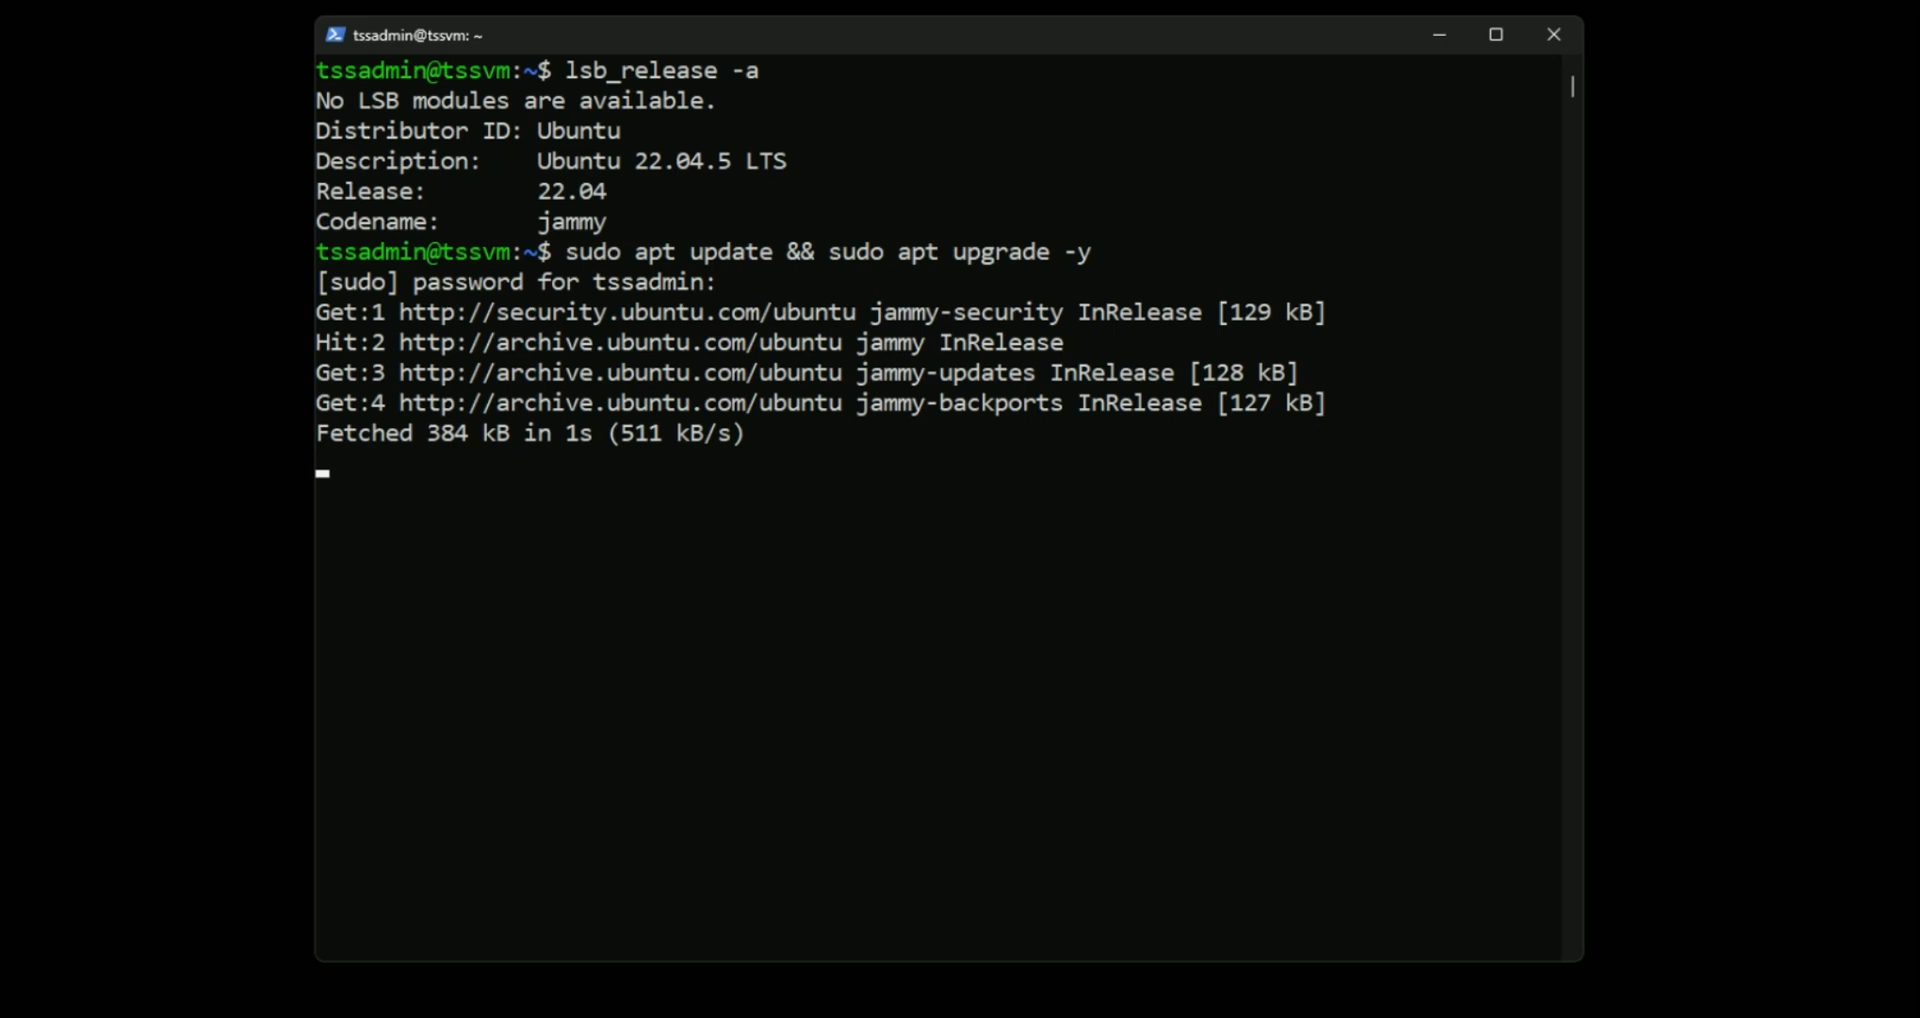 tssadmin@tssvm: ~
tssadmin@tssvm:~$ lsb_release -a
No LSB modules are available.
Distributor ID: Ubuntu
Description:    Ubuntu 22.04.5 LTS
Release:        22.04
Codename:       jammy
tssadmin@tssvm:~$ sudo apt update && sudo apt upgrade -y
[sudo] password for tssadmin:
Get:1 http://security.ubuntu.com/ubuntu jammy-security InRelease [129 kB]
Hit:2 http://archive.ubuntu.com/ubuntu jammy InRelease
Get:3 http://archive.ubuntu.com/ubuntu jammy-updates InRelease [128 kB]
Get:4 http://archive.ubuntu.com/ubuntu jammy-backports InRelease [127 kB]
Fetched 384 kB in 1s (511 kB/s)